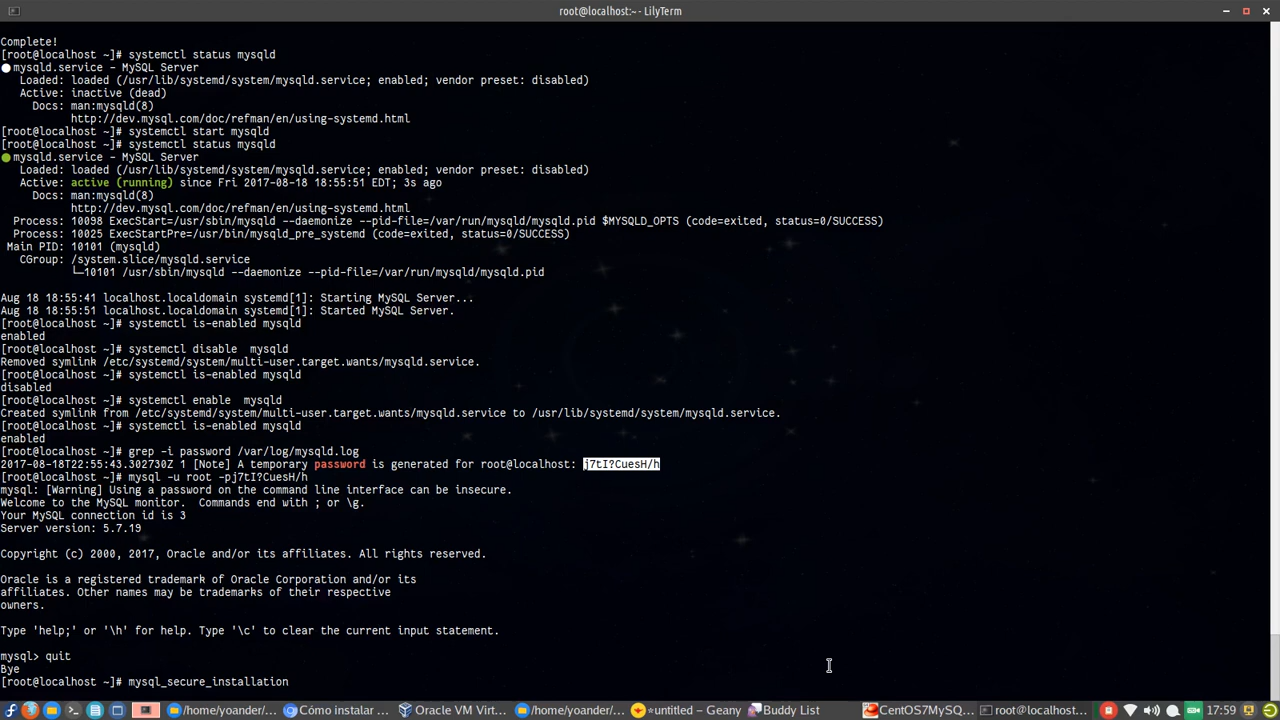 root@localhost:~ - LilyTerm
Complete!
[root@localhost ~]# systemctl status mysqld
mysqld.service - MySQL Server
Loaded: loaded (/usr/lib/systemd/system/mysqld.service; enabled; vendor preset: disabled)
Active: inactive (dead)
Docs: man:mysqld(8)
http://dev.mysql.com/doc/refman/en/using-systemd.html
[root@localhost ~]# systemctl start mysqld
[root@localhost ~]# systemctl status mysqld
mysqld.service - MySQL Server
Loaded: loaded (/usr/lib/systemd/system/mysqld.service; enabled; vendor preset: disabled)
Active: active (running) since Fri 2017-08-18 18:55:51 EDT; 3s ago
Docs: man:mysqld(8)
http://dev.mysql.com/doc/refman/en/using-systemd.html
Process: 10098 ExecStart=/usr/sbin/mysqld --daemonize --pid-file=/var/run/mysqld/mysqld.pid $MYSQLD_OPTS (code=exited, status=0/SUCCESS)
Process: 10025 ExecStartPre=/usr/bin/mysqld_pre_systemd (code=exited, status=0/SUCCESS)
Main PID: 10101 (mysqld)
CGroup: /system.slice/mysqld.service
└─10101 /usr/sbin/mysqld --daemonize --pid-file=/var/run/mysqld/mysqld.pid
Aug 18 18:55:41 localhost.localdomain systemd[1]: Starting MySQL Server...
Aug 18 18:55:51 localhost.localdomain systemd[1]: Started MySQL Server.
[root@localhost ~]# systemctl is-enabled mysqld
enabled
[root@localhost ~]# systemctl disable  mysqld
Removed symlink /etc/systemd/system/multi-user.target.wants/mysqld.service.
[root@localhost ~]# systemctl is-enabled mysqld
disabled
[root@localhost ~]# systemctl enable  mysqld
Created symlink from /etc/systemd/system/multi-user.target.wants/mysqld.service to /usr/lib/systemd/system/mysqld.service.
[root@localhost ~]# systemctl is-enabled mysqld
enabled
[root@localhost ~]# grep -i password /var/log/mysqld.log
2017-08-18T22:55:43.302730Z 1 [Note] A temporary password is generated for root@localhost: j7tI?CuesH/h
[root@localhost ~]# mysql -u root -pj7tI?CuesH/h
mysql: [Warning] Using a password on the command line interface can be insecure.
Welcome to the MySQL monitor.  Commands end with ; or \g.
Your MySQL connection id is 3
Server version: 5.7.19
Copyright (c) 2000, 2017, Oracle and/or its affiliates. All rights reserved.
Oracle is a registered trademark of Oracle Corporation and/or its
affiliates. Other names may be trademarks of their respective
owners.
Type 'help;' or '\h' for help. Type '\c' to clear the current input statement.
mysql> quit
Bye
[root@localhost ~]# mysql_secure_installation
/home/yoander/... Cómo instalar ... Oracle VM Virt... /home/yoander/... *untitled – Geany Buddy List CentOS7MySQ... root@localhost:... 17:59